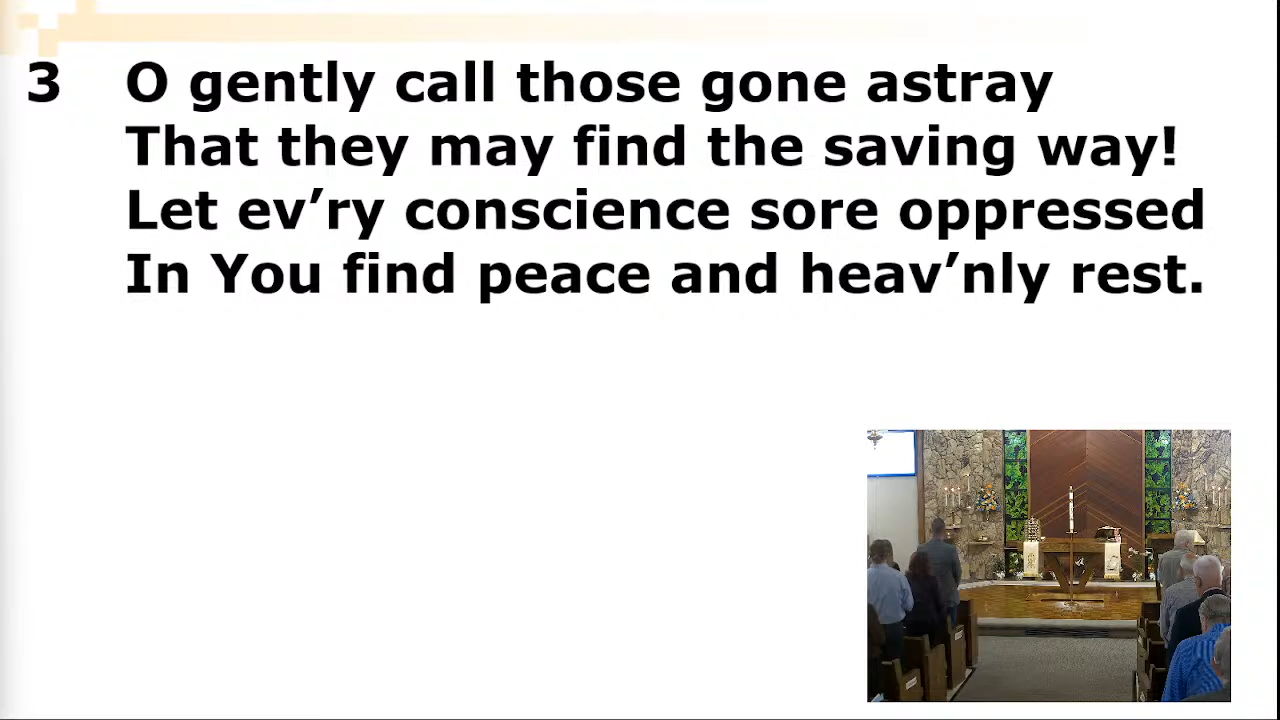 3 O gently call those gone astray
That they may find the saving way!
Let ev’ry conscience sore oppressed
In You find peace and heav’nly rest.